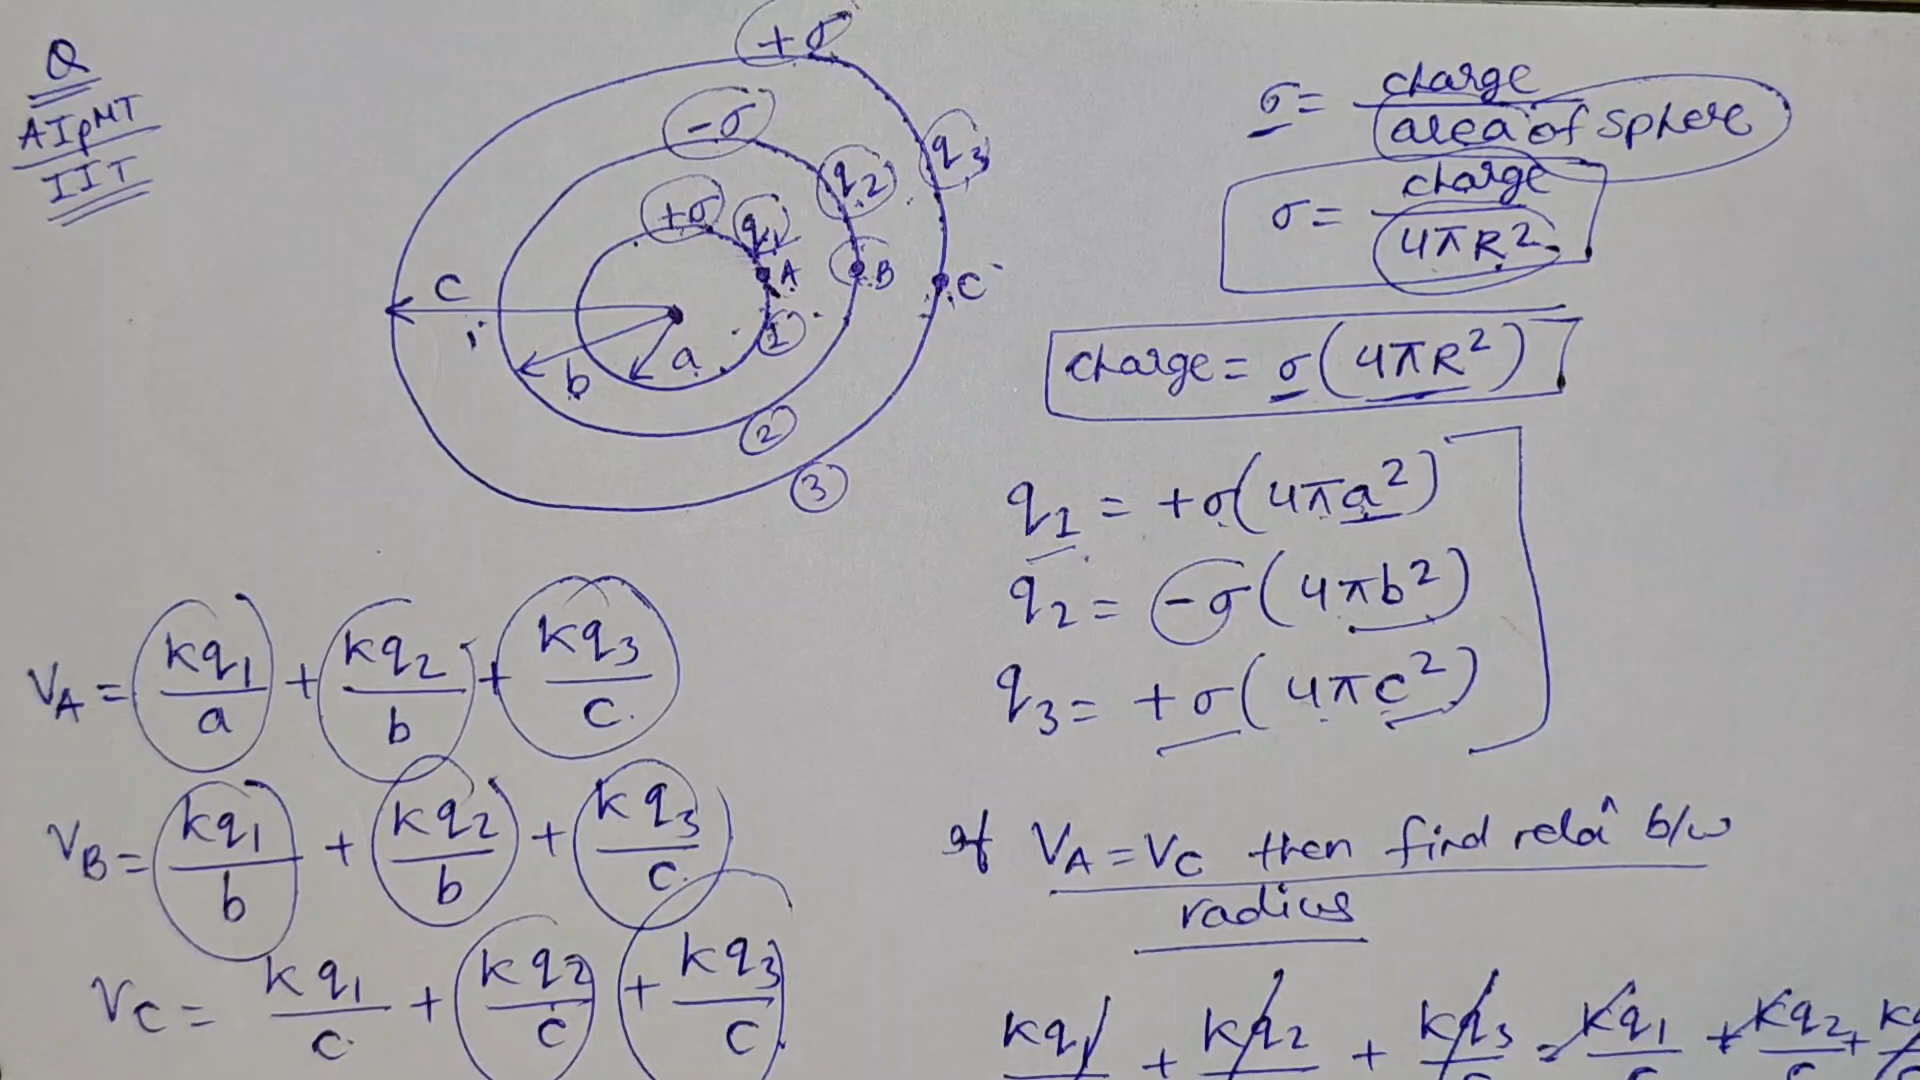 Q
AIPMT
IIT
+σ
-σ
+σ
q1
q2
q3
A
B
C
c
b
a
1
2
3
σ = charge / area of sphere
σ = charge / 4πR²
charge = σ(4πR²)
q1 = +σ(4πa²)
q2 = -σ(4πb²)
q3 = +σ(4πc²)
VA = kq1/a + kq2/b + kq3/c
VB = kq1/b + kq2/b + kq3/c
VC = kq1/c + kq2/c + kq3/c
If VA = VC then find relaⁿ b/w
radius
kq1 + kq2 + kq3 = kq1 + kq2 + k